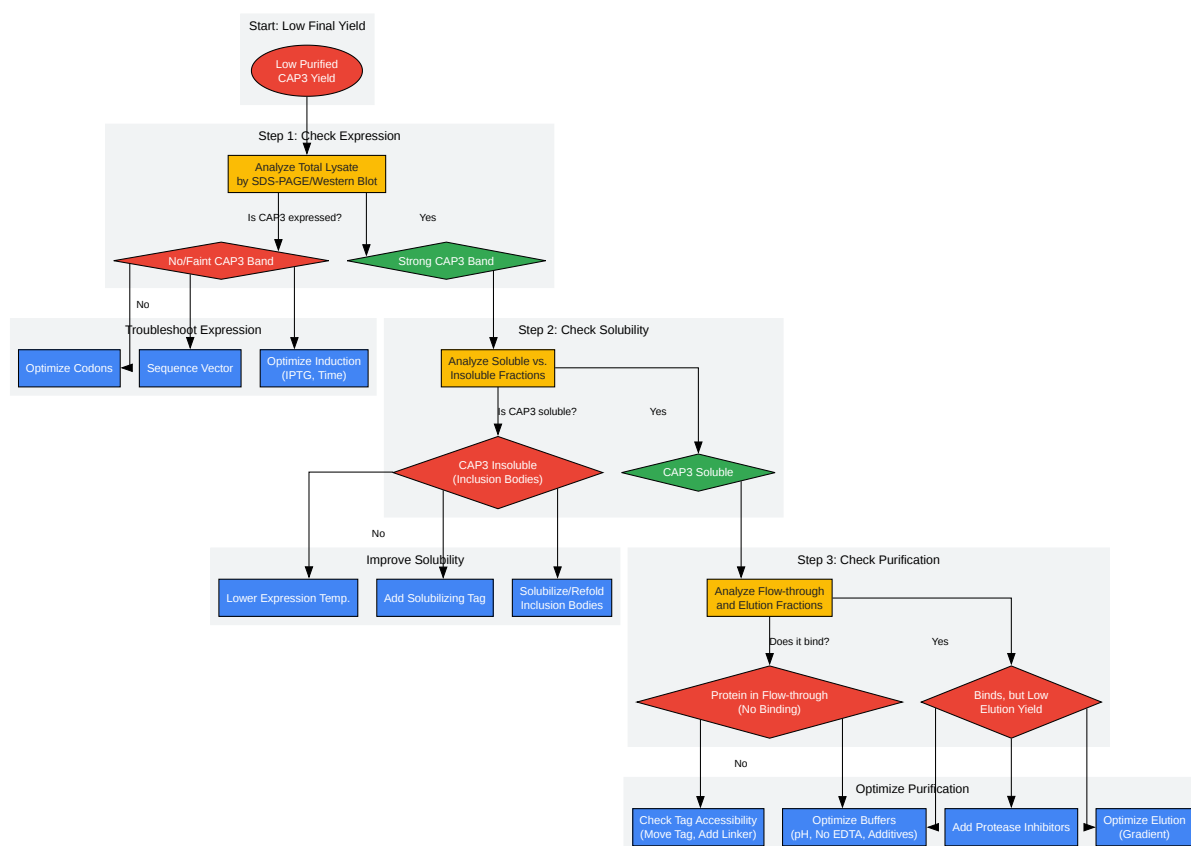 Start: Low Final Yield
Low Purified
CAP3 Yield
Step 1: Check Expression
Analyze Total Lysate
by SDS-PAGE/Western Blot
Is CAP3 expressed?
Yes
No/Faint CAP3 Band
Strong CAP3 Band
No
Troubleshoot Expression
Optimize Codons
Sequence Vector
Optimize Induction
(IPTG, Time)
Step 2: Check Solubility
Analyze Soluble vs.
Insoluble Fractions
Is CAP3 soluble?
Yes
CAP3 Insoluble
(Inclusion Bodies)
CAP3 Soluble
No
Improve Solubility
Lower Expression Temp.
Add Solubilizing Tag
Solubilize/Refold
Inclusion Bodies
Step 3: Check Purification
Analyze Flow-through
and Elution Fractions
Does it bind?
Yes
Protein in Flow-through
(No Binding)
Binds, but Low
Elution Yield
No
Optimize Purification
Check Tag Accessibility
(Move Tag, Add Linker)
Optimize Buffers
(pH, No EDTA, Additives)
Add Protease Inhibitors
Optimize Elution
(Gradient)